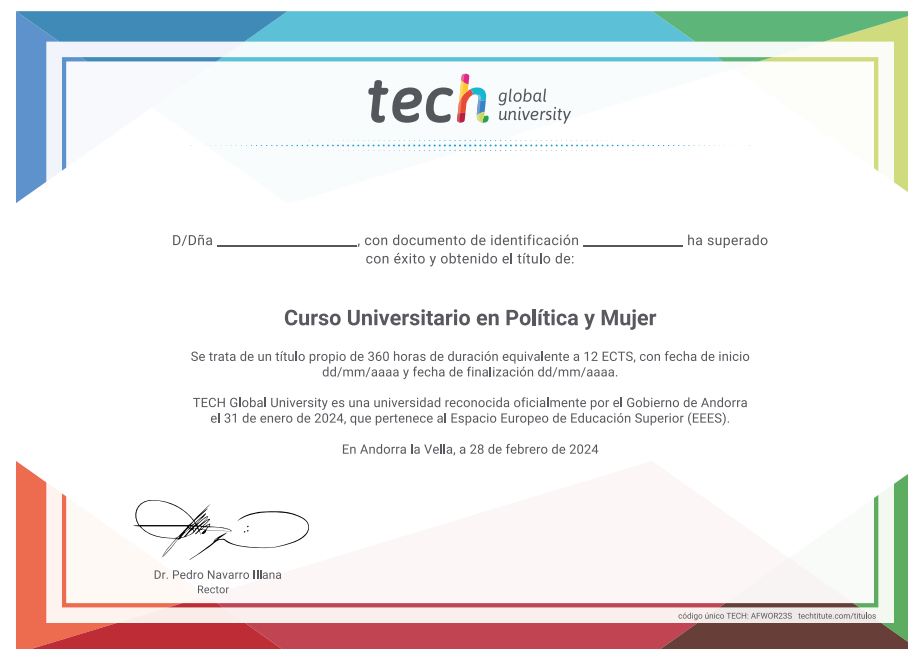 tech global
university
D/Dña ______________, con documento de identificación __________ ha superado
con éxito y obtenido el título de:
Curso Universitario en Política y Mujer
Se trata de un título propio de 360 horas de duración equivalente a 12 ECTS, con fecha de inicio
dd/mm/aaaa y fecha de finalización dd/mm/aaaa.
TECH Global University es una universidad reconocida oficialmente por el Gobierno de Andorra
el 31 de enero de 2024, que pertenece al Espacio Europeo de Educación Superior (EEES).
En Andorra la Vella, a 28 de febrero de 2024
Dr. Pedro Navarro Illana
Rector
código único TECH: AFWOR23S techtitute.com/titulos